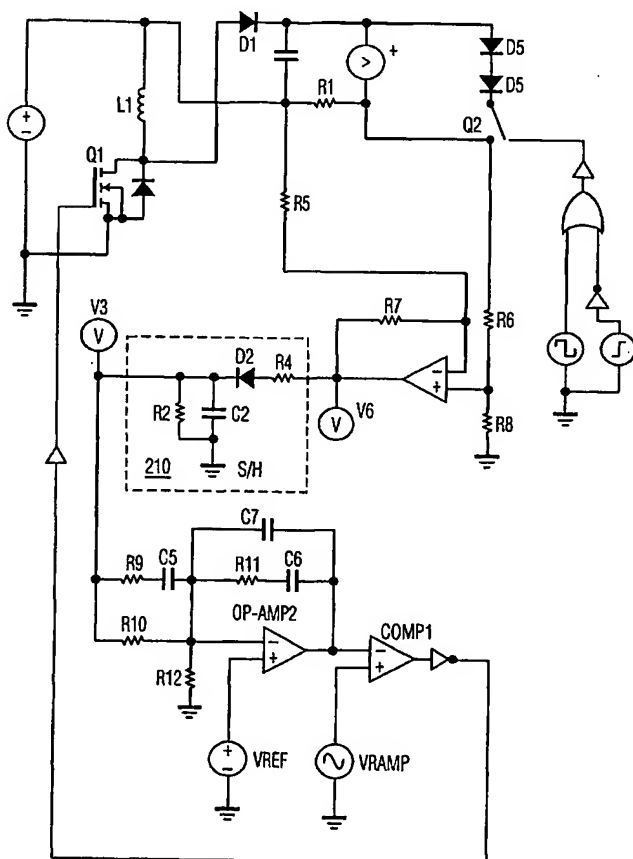 D1
+
D5
>
D5
L1
R1
Q2
+
−
Q1
R5
V3
V
R7
R6
D2
R4
−
+
R2
C2
V
V6
R8
210
S/H
C7
C5
R9
R11
C6
OP-AMP2
R10
−
+
COMP1
−
+
R12
+
−
VREF
VRAMP